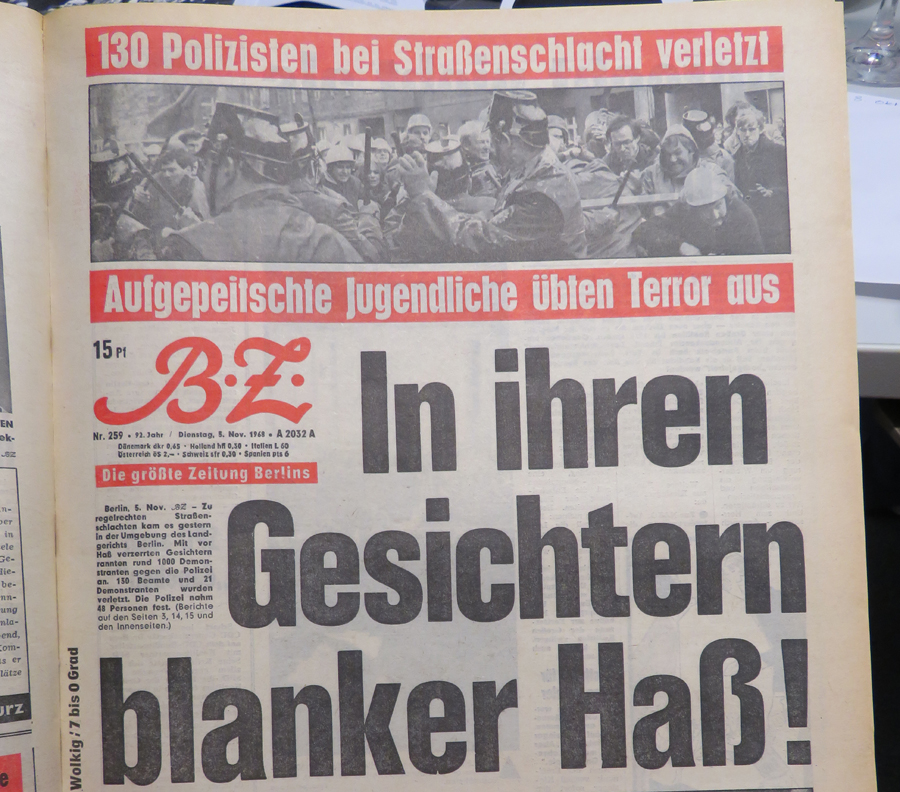 130 Polizisten bei Straßenschlacht verletzt
Aufgepeitschte Jugendliche übten Terror aus
15 Pf
B·Z·
Nr. 259 • 92. Jahr / Dienstag, 5. Nov. 1968 • A 2032 A
Dänemark dkr 0,65 • Holland hfl 0,50 • Italien L 60
Österreich öS 2,- • Schweiz sfr 0,30 • Spanien pts 6
Die größte Zeitung Berlins
In ihren
Gesichtern
blanker Haß!
Berlin, 5. Nov. BZ – Zu
regelrechten Straßen-
schlachten kam es gestern
in der Umgebung des Land-
gerichts Berlin. Mit vor
Haß verzerrten Gesichtern
rannten rund 1000 Demon-
stranten gegen die Polizei
an. 130 Beamte und 21
Demonstranten wurden
verletzt. Die Polizei nahm
48 Personen fest. (Berichte
auf den Seiten 3, 14, 15 und
den Innenseiten.)
Wolkig / 7 bis 0 Grad